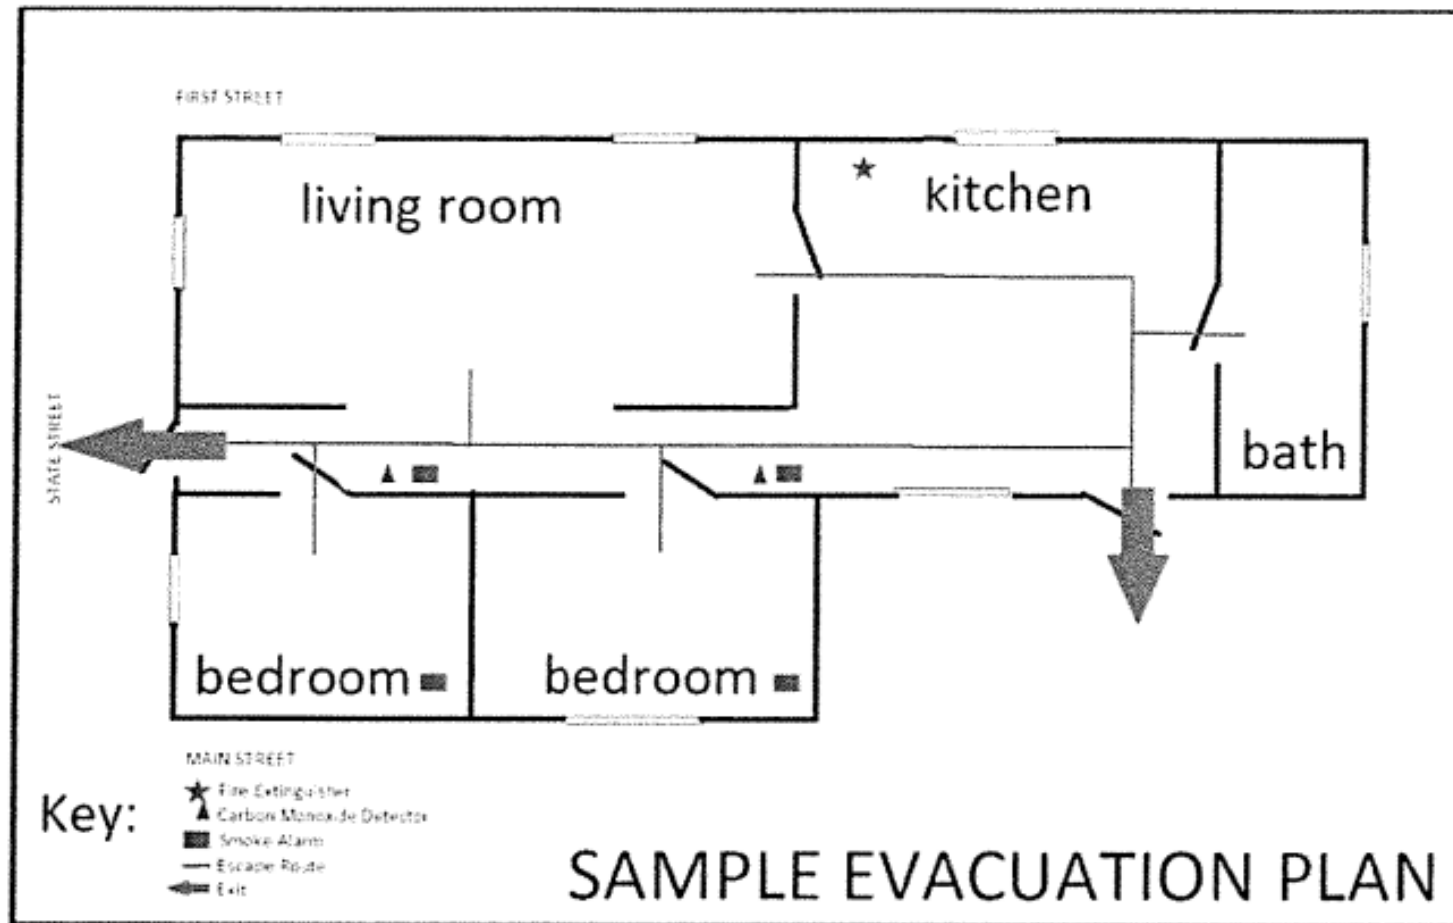 FIRST STREET
living room
kitchen
STATE STREET
bath
bedroom
bedroom
MAIN STREET
Key:
Fire Extinguisher
Carbon Monoxide Detector
Smoke Alarm
Escape Route
Exit
SAMPLE EVACUATION PLAN